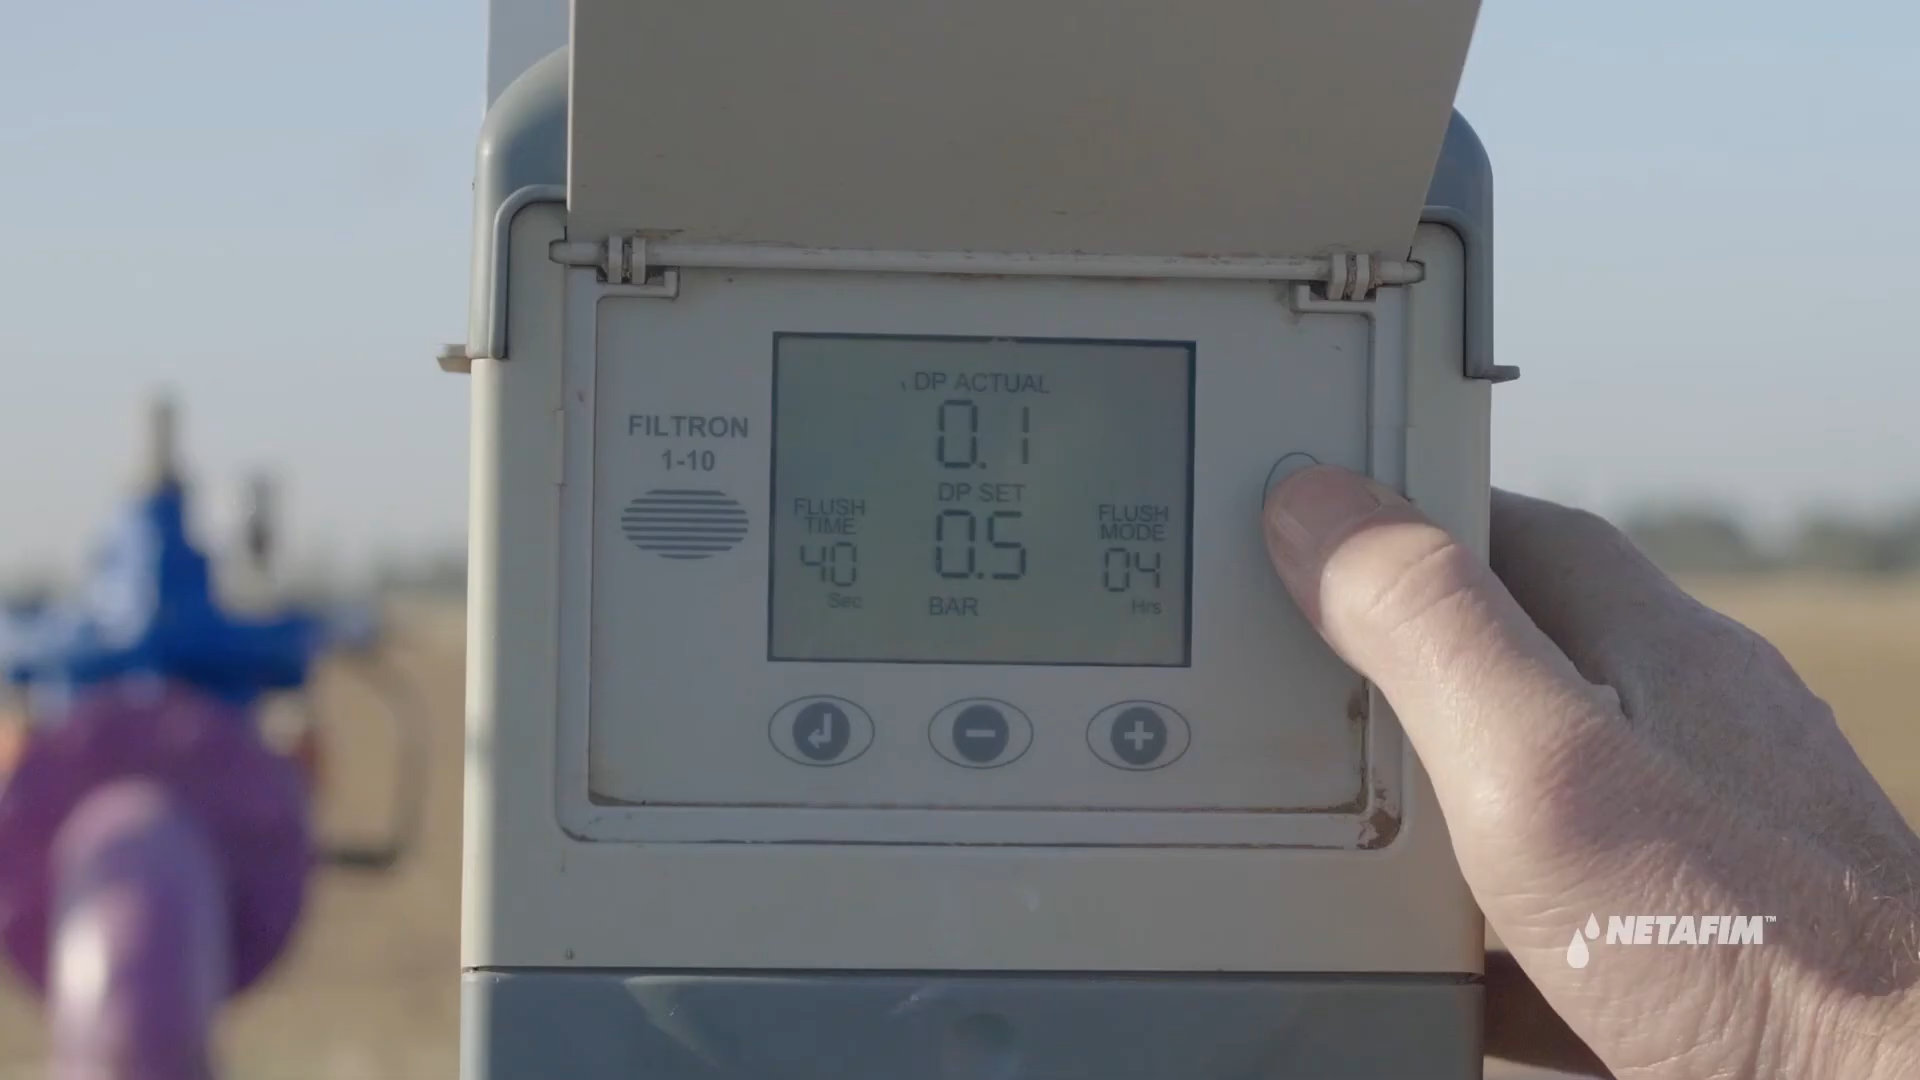 DP ACTUAL
0.1
FILTRON
1-10
DP SET
0.5
BAR
FLUSH
TIME
40
Sec
FLUSH
MODE
04
Hrs
NETAFIM™